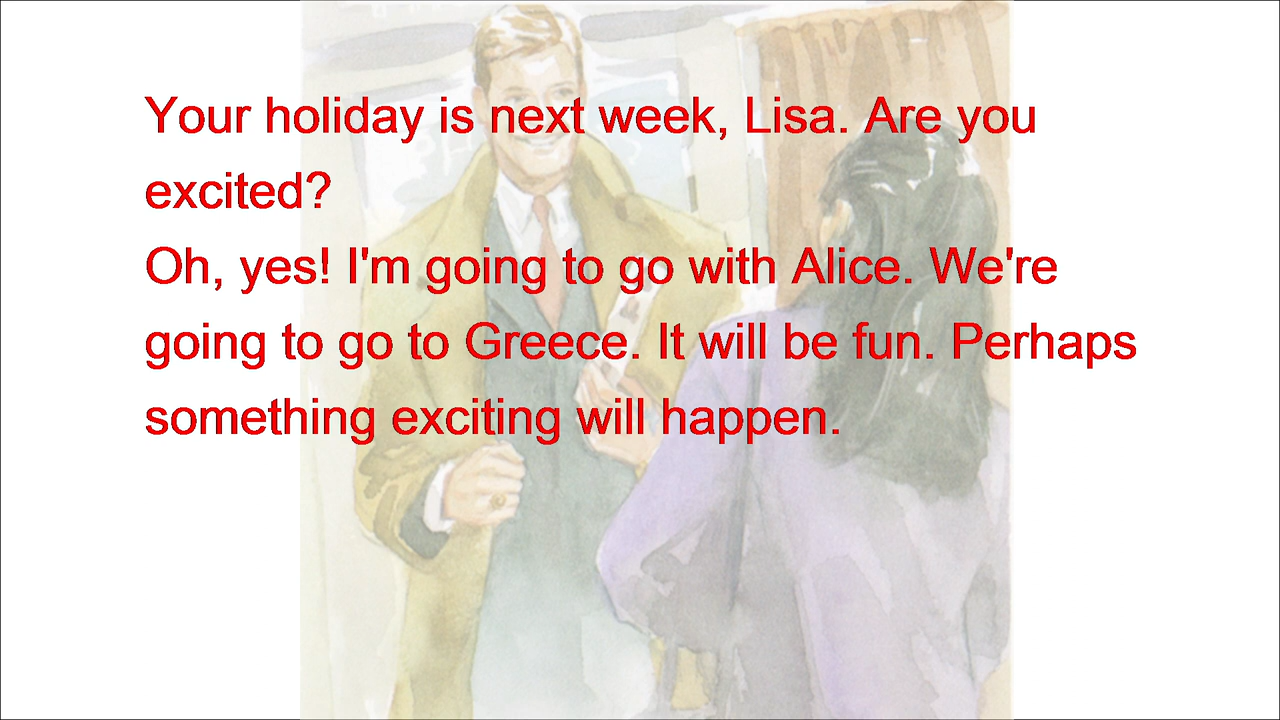 Your holiday is next week, Lisa. Are you
excited?
Oh, yes! I'm going to go with Alice. We're
going to go to Greece. It will be fun. Perhaps
something exciting will happen.